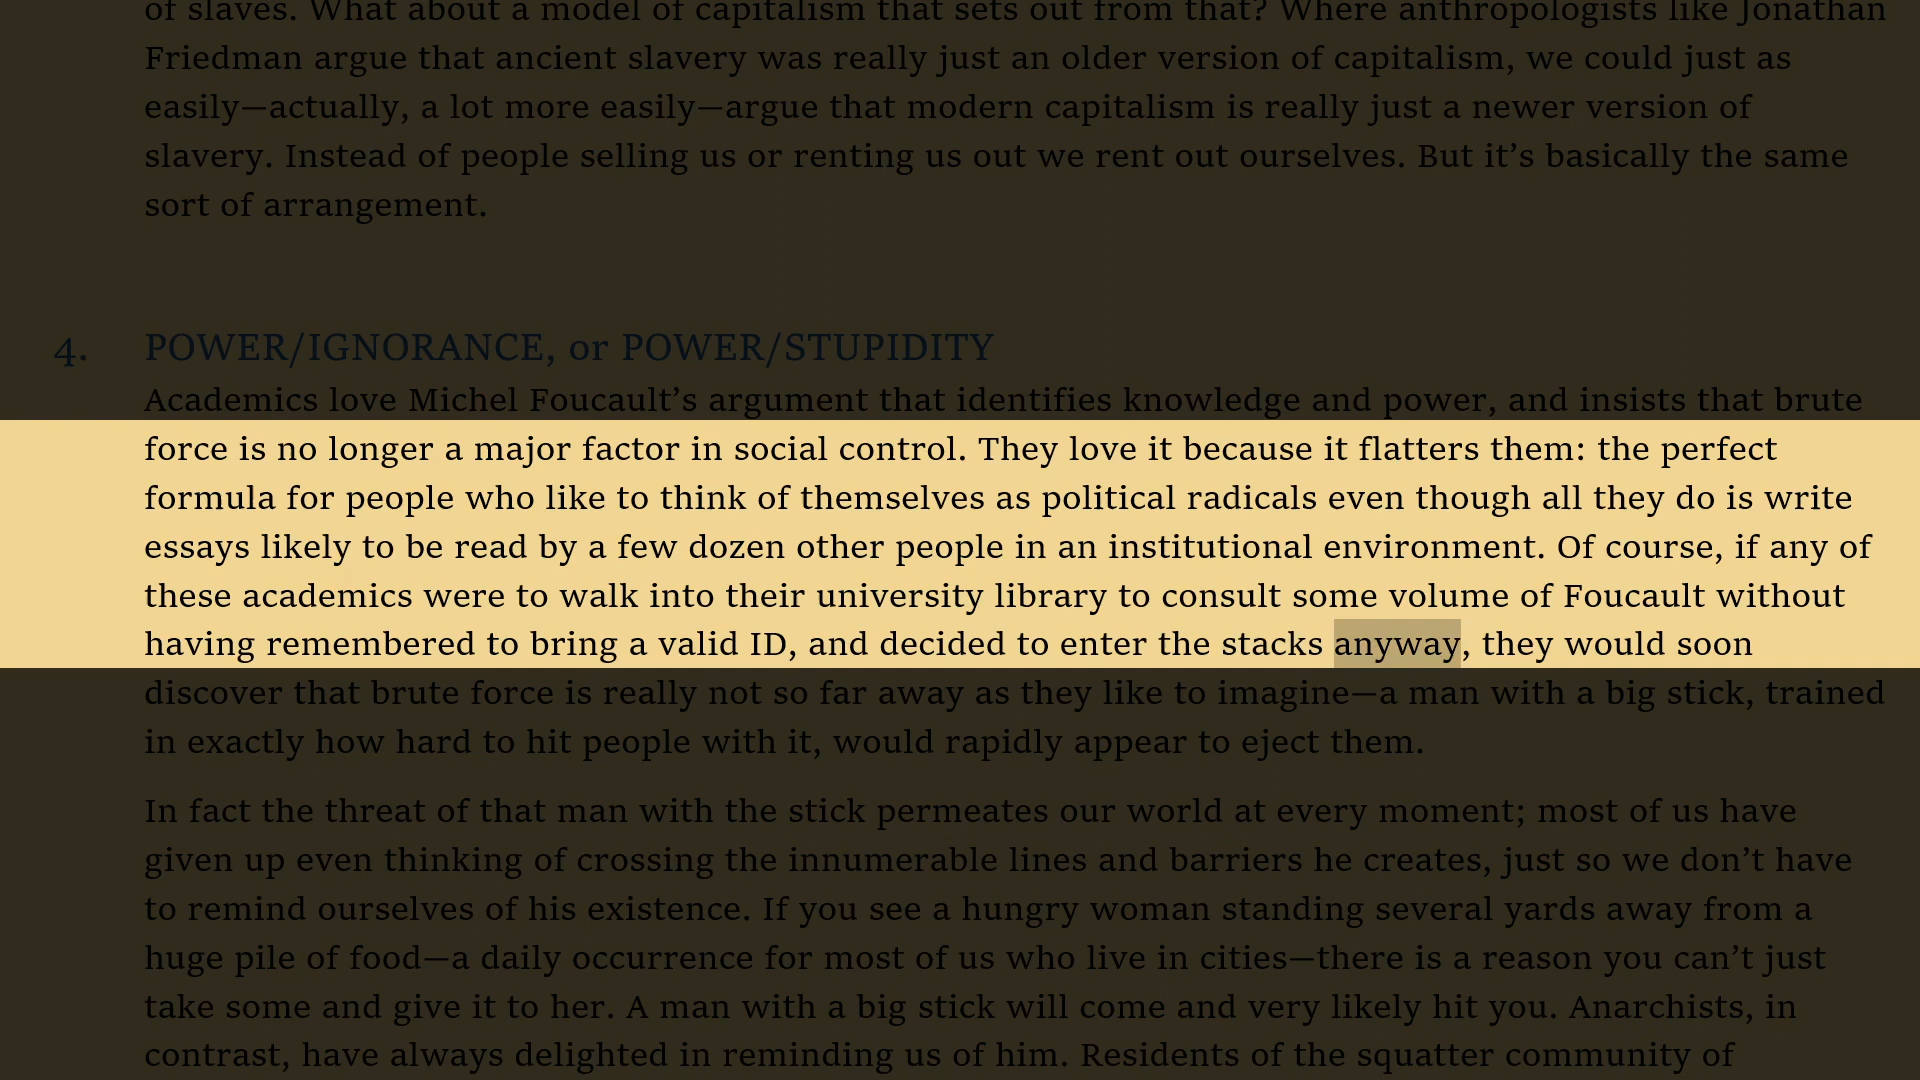 of slaves. What about a model of capitalism that sets out from that? Where anthropologists like Jonathan
Friedman argue that ancient slavery was really just an older version of capitalism, we could just as
easily—actually, a lot more easily—argue that modern capitalism is really just a newer version of
slavery. Instead of people selling us or renting us out we rent out ourselves. But it’s basically the same
sort of arrangement.
4. POWER/IGNORANCE, or POWER/STUPIDITY
Academics love Michel Foucault’s argument that identifies knowledge and power, and insists that brute
force is no longer a major factor in social control. They love it because it flatters them: the perfect
formula for people who like to think of themselves as political radicals even though all they do is write
essays likely to be read by a few dozen other people in an institutional environment. Of course, if any of
these academics were to walk into their university library to consult some volume of Foucault without
having remembered to bring a valid ID, and decided to enter the stacks anyway, they would soon
discover that brute force is really not so far away as they like to imagine—a man with a big stick, trained
in exactly how hard to hit people with it, would rapidly appear to eject them.
In fact the threat of that man with the stick permeates our world at every moment; most of us have
given up even thinking of crossing the innumerable lines and barriers he creates, just so we don’t have
to remind ourselves of his existence. If you see a hungry woman standing several yards away from a
huge pile of food—a daily occurrence for most of us who live in cities—there is a reason you can’t just
take some and give it to her. A man with a big stick will come and very likely hit you. Anarchists, in
contrast, have always delighted in reminding us of him. Residents of the squatter community of